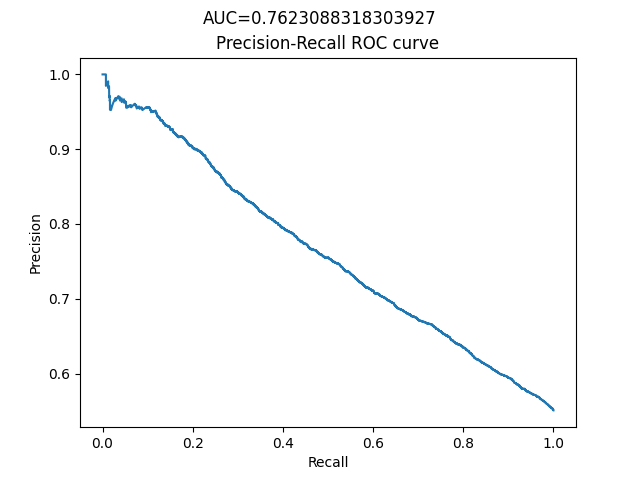 AUC=0.7623088318303927
Precision-Recall ROC curve
1.0
0.9
0.8
0.7
0.6
Precision
0.0 0.2 0.4 0.6 0.8 1.0
Recall